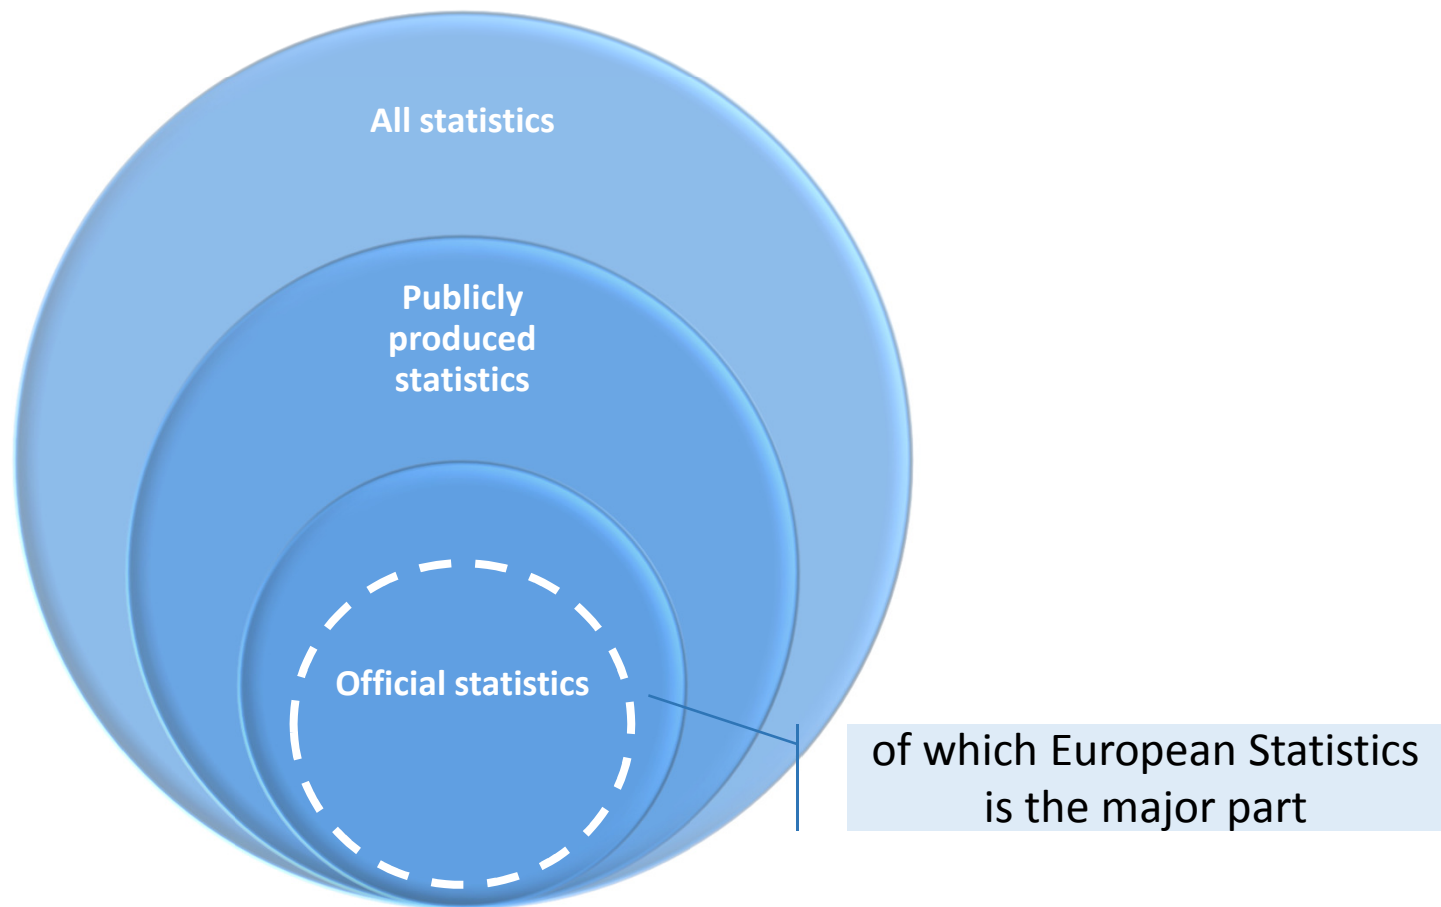 All statistics
Publicly
produced
statistics
Official statistics
of which European Statistics
is the major part